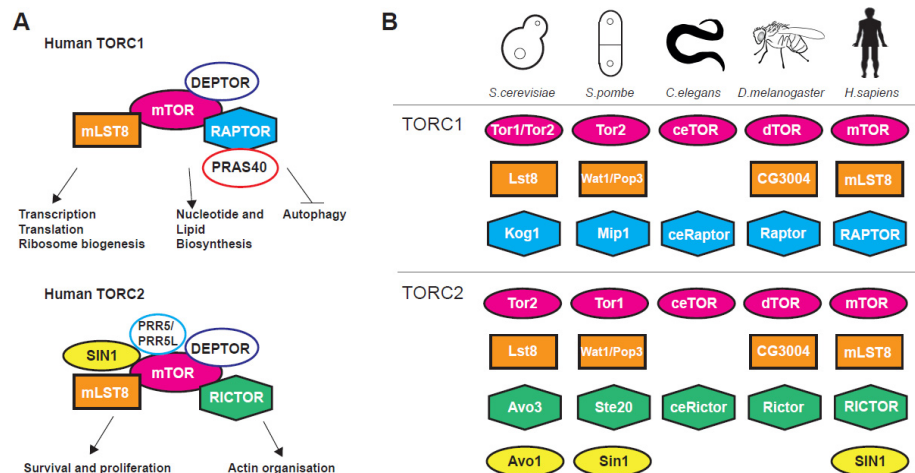 A
Human TORC1
DEPTOR
mTOR
mLST8
RAPTOR
PRAS40
Transcription
Translation
Ribosome biogenesis
Nucleotide and
Lipid
Biosynthesis
Autophagy
Human TORC2
PRR5/
PRR5L
SIN1
DEPTOR
mTOR
mLST8
RICTOR
Survival and proliferation
Actin organisation
B
S.cerevisiae S.pombe C.elegans D.melanogaster H.sapiens
TORC1
Tor1/Tor2 Tor2 ceTOR dTOR mTOR
Lst8 Wat1/Pop3 CG3004 mLST8
Kog1 Mip1 ceRaptor Raptor RAPTOR
TORC2
Tor2 Tor1 ceTOR dTOR mTOR
Lst8 Wat1/Pop3 CG3004 mLST8
Avo3 Ste20 ceRictor Rictor RICTOR
Avo1 Sin1 SIN1